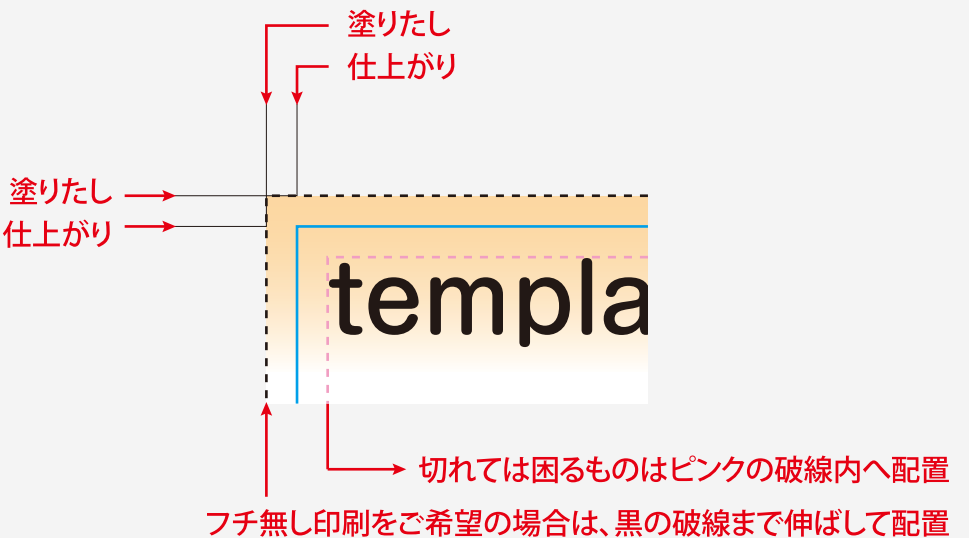 塗りたし
仕上がり
塗りたし
仕上がり
templa
切れては困るものはピンクの破線内へ配置
フチ無し印刷をご希望の場合は、黒の破線まで伸ばして配置